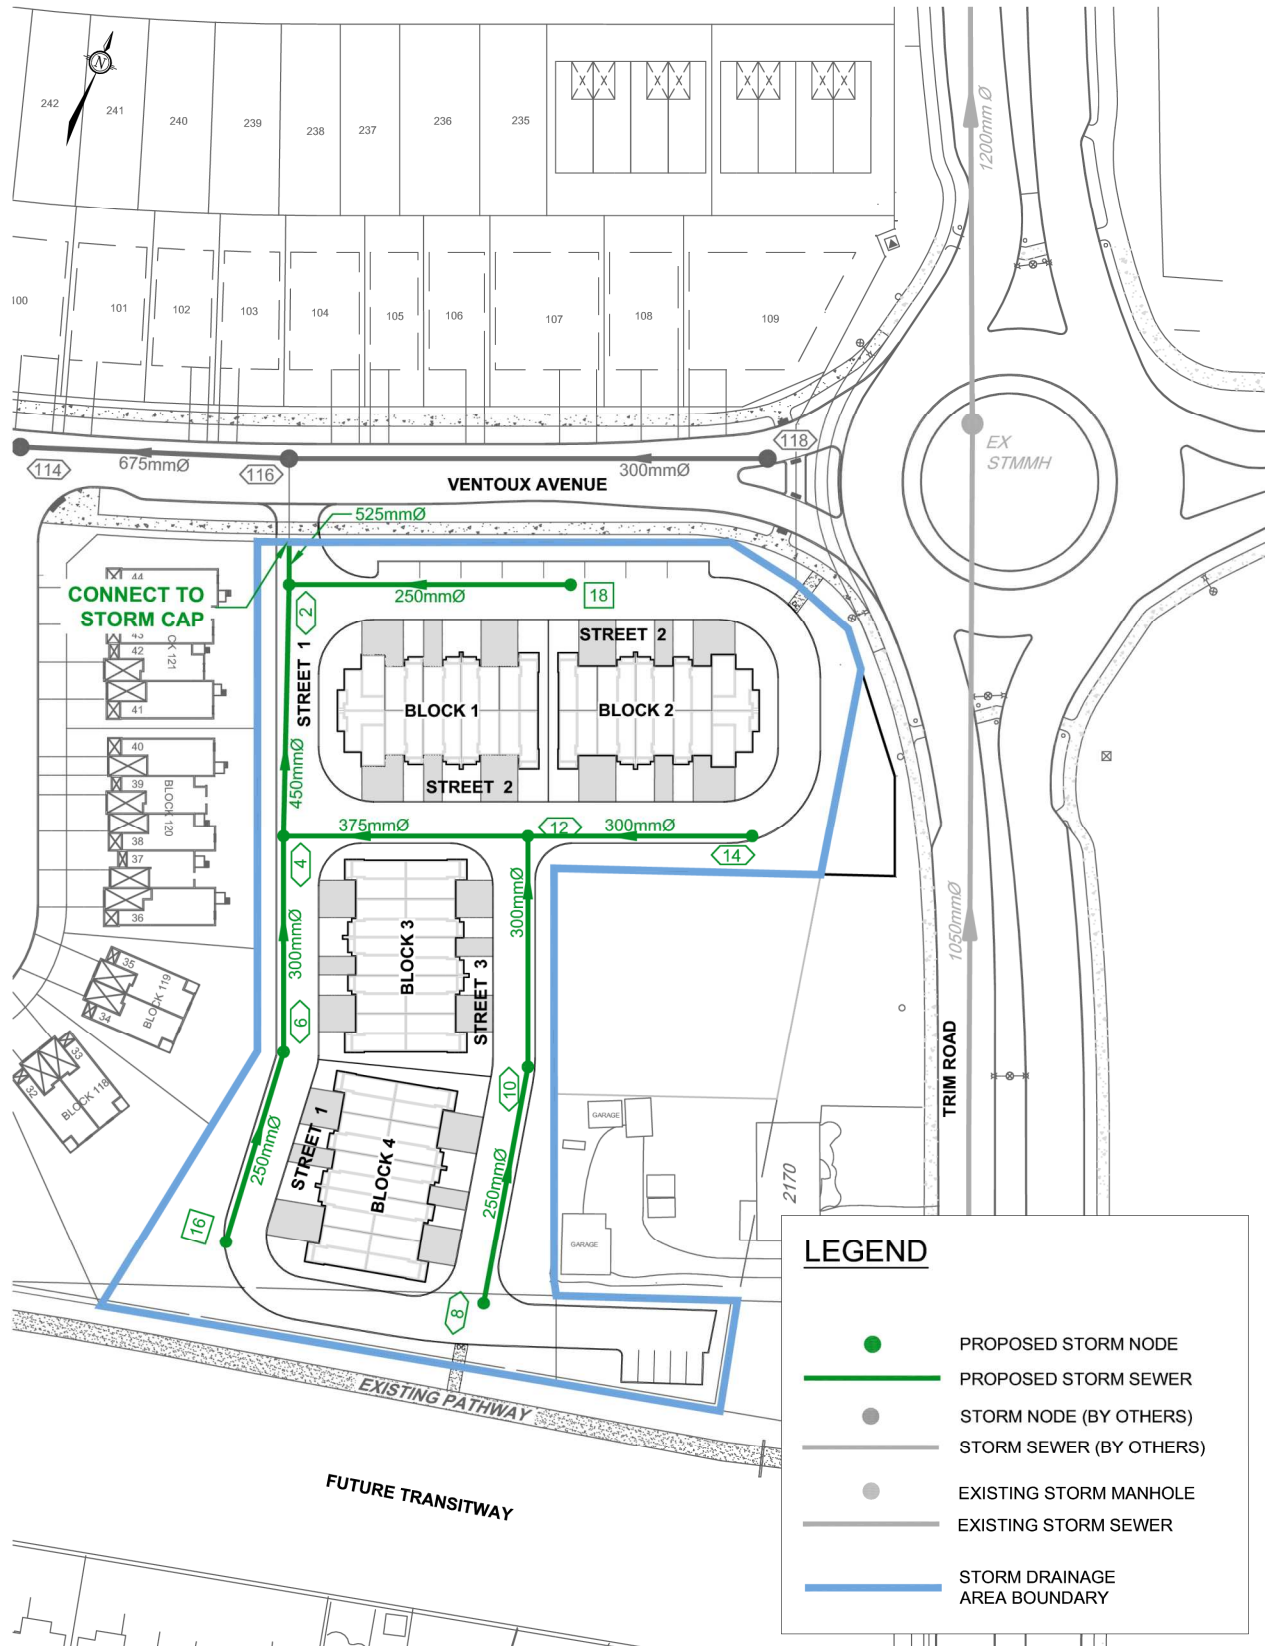 N
242
241
240
239
238
237
236
235
1200mm Ø
100
101
102
103
104
105
106
107
108
109
118
114
675mmØ
116
300mmØ
EX
STMMH
VENTOUX AVENUE
525mmØ
CONNECT TO
STORM CAP
44
43
42
41
CK 121
2
250mmØ
18
STREET 1
STREET 2
BLOCK 1
BLOCK 2
STREET 2
450mmØ
40
39
38
37
36
BLOCK 120
375mmØ
12
300mmØ
14
4
300mmØ
300mmØ
BLOCK 3
STREET 3
1050mmØ
35
34
BLOCK 119
33
32
BLOCK 118
6
10
TRIM ROAD
GARAGE
250mmØ
STREET 1
BLOCK 4
250mmØ
2170
16
GARAGE
8
EXISTING PATHWAY
FUTURE TRANSITWAY
LEGEND
PROPOSED STORM NODE
PROPOSED STORM SEWER
STORM NODE (BY OTHERS)
STORM SEWER (BY OTHERS)
EXISTING STORM MANHOLE
EXISTING STORM SEWER
STORM DRAINAGE
AREA BOUNDARY